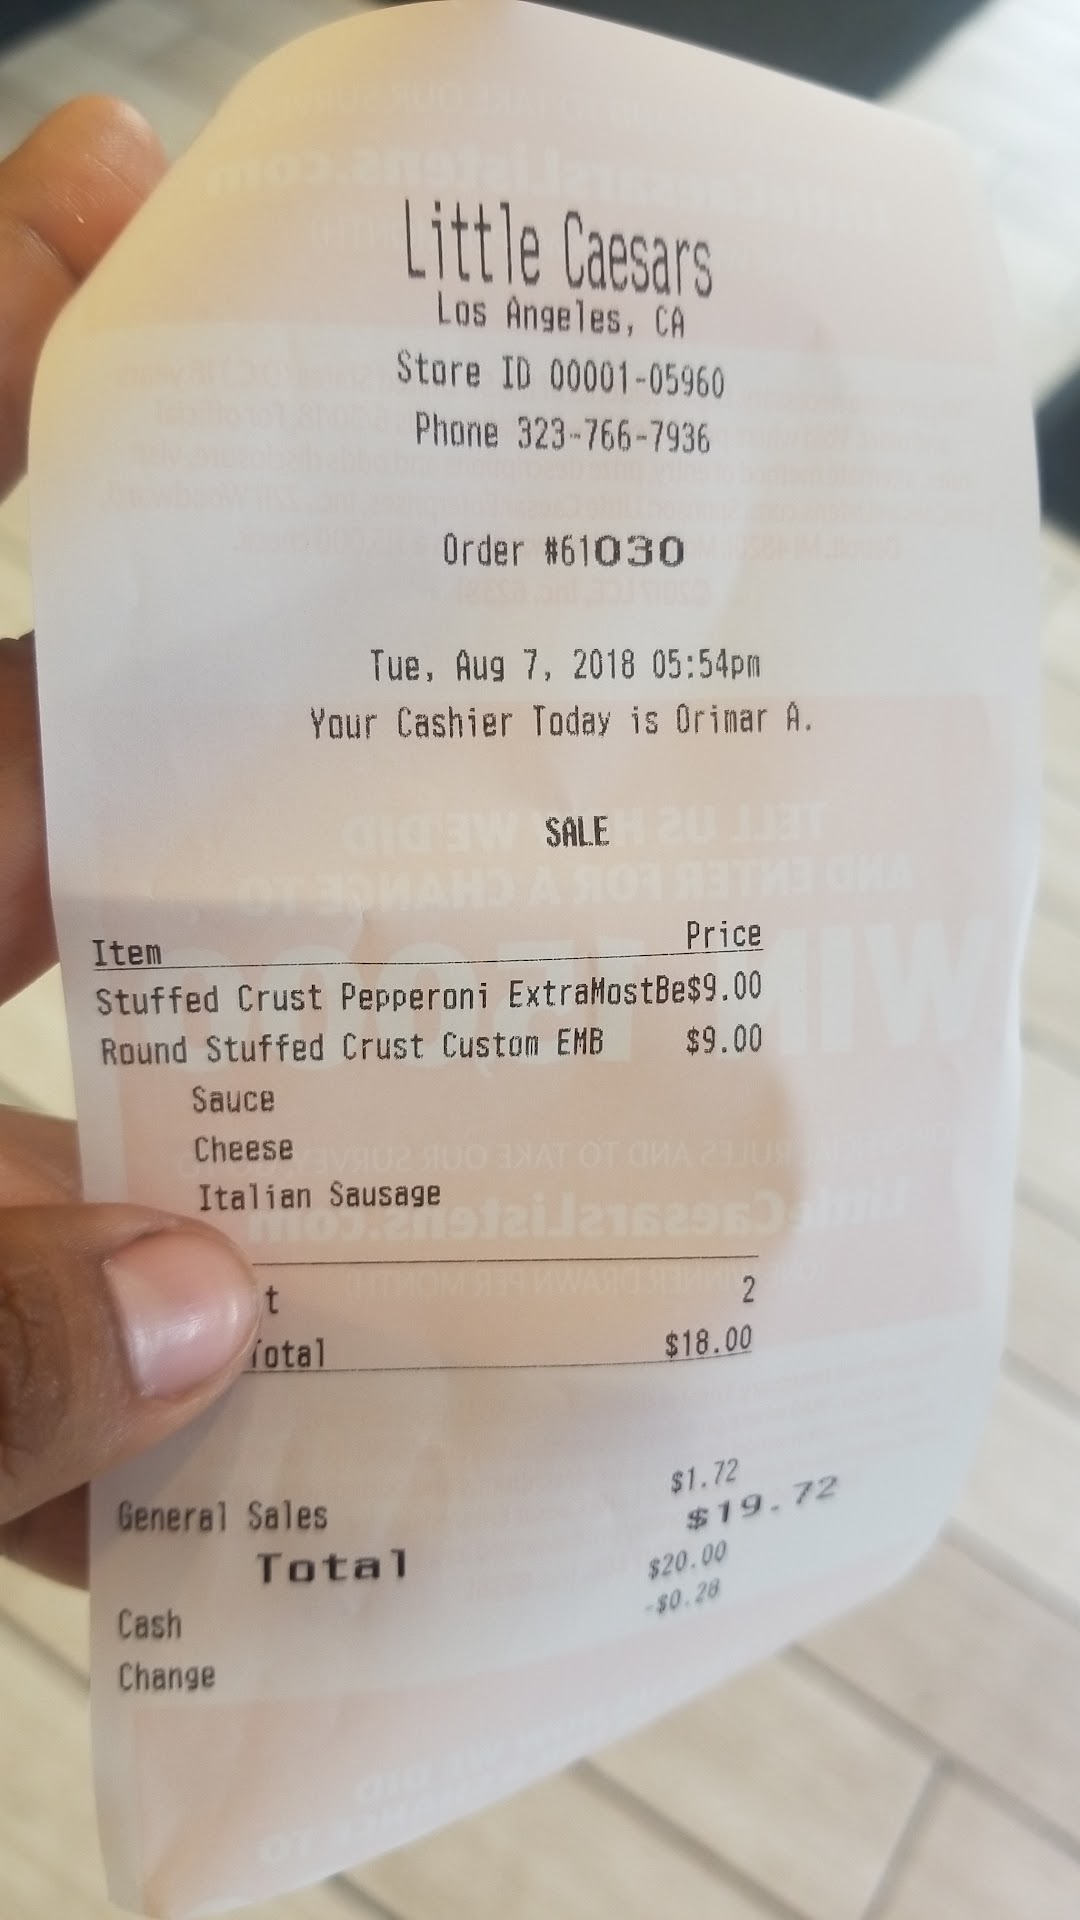 Little Caesars
Los Angeles, CA
Store ID 00001-05960
Phone 323-766-7936
Order #61030
Tue, Aug 7, 2018 05:54pm
Your Cashier Today is Orimar A.
SALE
Item Price
Stuffed Crust Pepperoni ExtraMostBe$9.00
Round Stuffed Crust Custom EMB $9.00
Sauce
Cheese
Italian Sausage
t 2
Total $18.00
General Sales $1.72
Total $19.72
Cash $20.00
Change -$0.28